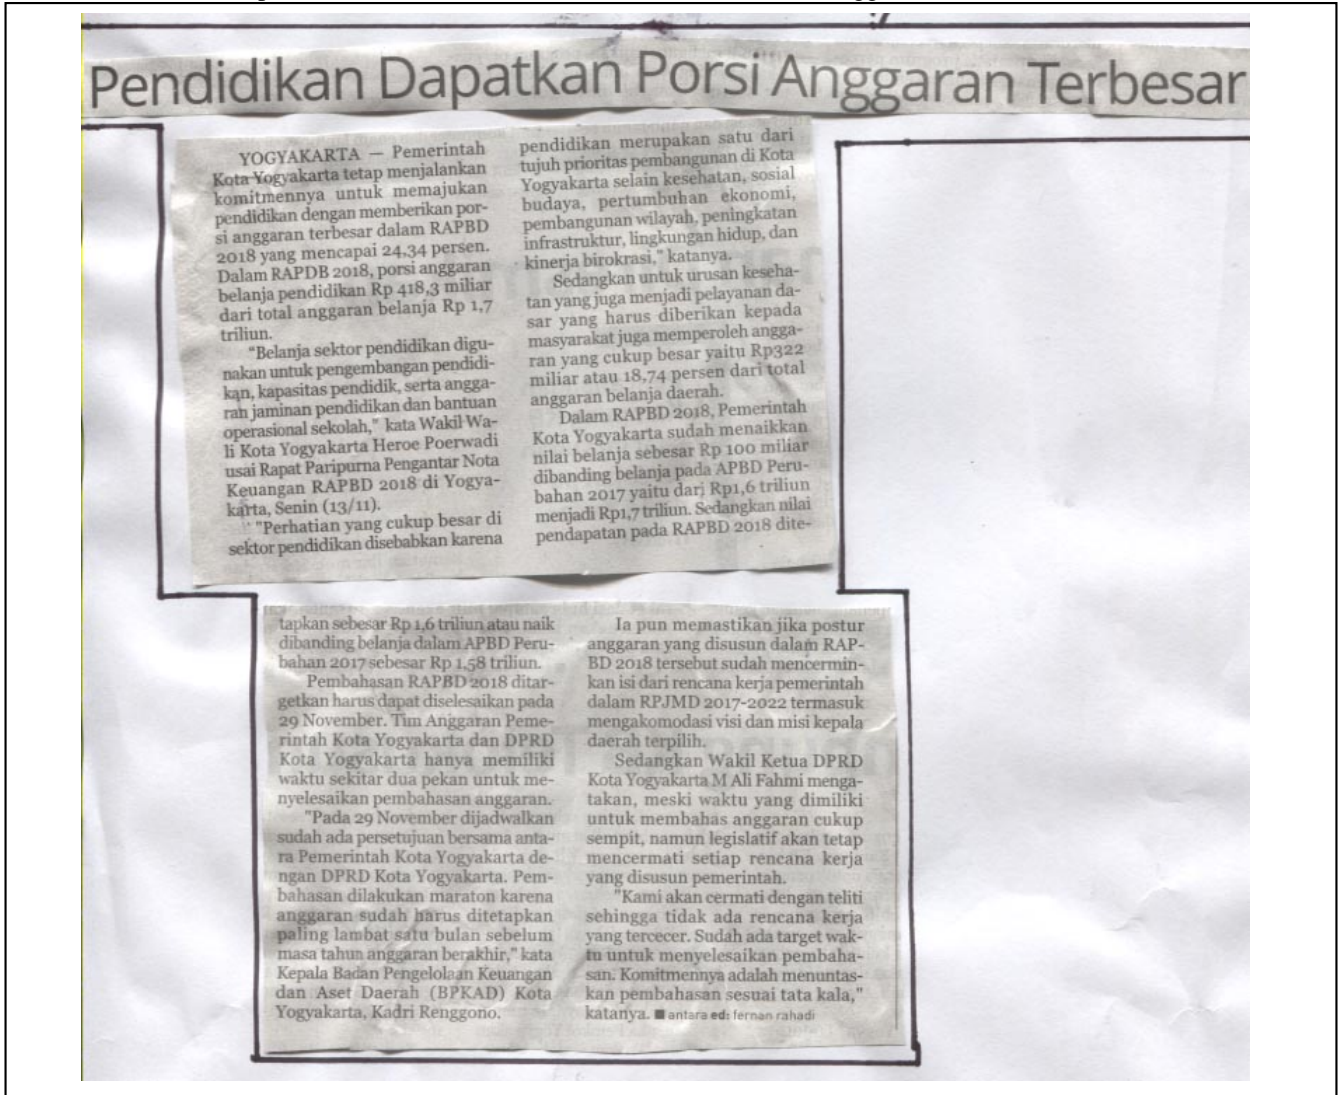 Pendidikan Dapatkan Porsi Anggaran Terbesar
YOGYAKARTA — Pemerintah
Kota Yogyakarta tetap menjalankan
komitmennya untuk memajukan
pendidikan dengan memberikan por-
si anggaran terbesar dalam RAPBD
2018 yang mencapai 24,34 persen.
Dalam RAPDB 2018, porsi anggaran
belanja pendidikan Rp 418,3 miliar
dari total anggaran belanja Rp 1,7
triliun.
"Belanja sektor pendidikan digu-
nakan untuk pengembangan pendidi-
kan, kapasitas pendidik, serta angga-
ran jaminan pendidikan dan bantuan
operasional sekolah," kata Wakil Wa-
li Kota Yogyakarta Heroe Poerwadi
usai Rapat Paripurna Pengantar Nota
Keuangan RAPBD 2018 di Yogya-
karta, Senin (13/11).
"Perhatian yang cukup besar di
sektor pendidikan disebabkan karena
pendidikan merupakan satu dari
tujuh prioritas pembangunan di Kota
Yogyakarta selain kesehatan, sosial
budaya, pertumbuhan ekonomi,
pembangunan wilayah, peningkatan
infrastruktur, lingkungan hidup, dan
kinerja birokrasi," katanya.
Sedangkan untuk urusan keseha-
tan yang juga menjadi pelayanan da-
sar yang harus diberikan kepada
masyarakat juga memperoleh angga-
ran yang cukup besar yaitu Rp322
miliar atau 18,74 persen dari total
anggaran belanja daerah.
Dalam RAPBD 2018, Pemerintah
Kota Yogyakarta sudah menaikkan
nilai belanja sebesar Rp 100 miliar
dibanding belanja pada APBD Peru-
bahan 2017 yaitu dari Rp1,6 triliun
menjadi Rp1,7 triliun. Sedangkan nilai
pendapatan pada RAPBD 2018 dite-
tapkan sebesar Rp 1,6 triliun atau naik
dibanding belanja dalam APBD Peru-
bahan 2017 sebesar Rp 1,58 triliun.
Pembahasan RAPBD 2018 ditar-
getkan harus dapat diselesaikan pada
29 November. Tim Anggaran Peme-
rintah Kota Yogyakarta dan DPRD
Kota Yogyakarta hanya memiliki
waktu sekitar dua pekan untuk me-
nyelesaikan pembahasan anggaran.
"Pada 29 November dijadwalkan
sudah ada persetujuan bersama anta-
ra Pemerintah Kota Yogyakarta de-
ngan DPRD Kota Yogyakarta. Pem-
bahasan dilakukan maraton karena
anggaran sudah harus ditetapkan
paling lambat satu bulan sebelum
masa tahun anggaran berakhir," kata
Kepala Badan Pengelolaan Keuangan
dan Aset Daerah (BPKAD) Kota
Yogyakarta, Kadri Renggono.
Ia pun memastikan jika postur
anggaran yang disusun dalam RAP-
BD 2018 tersebut sudah mencermin-
kan isi dari rencana kerja pemerintah
dalam RPJMD 2017-2022 termasuk
mengakomodasi visi dan misi kepala
daerah terpilih.
Sedangkan Wakil Ketua DPRD
Kota Yogyakarta M Ali Fahmi menga-
takan, meski waktu yang dimiliki
untuk membahas anggaran cukup
sempit, namun legislatif akan tetap
mencermati setiap rencana kerja
yang disusun pemerintah.
"Kami akan cermati dengan teliti
sehingga tidak ada rencana kerja
yang tercecer. Sudah ada target wak-
tu untuk menyelesaikan pembaha-
san. Komitmennya adalah menuntas-
kan pembahasan sesuai tata kala,"
katanya. ■ antara ed: fernan rahadi